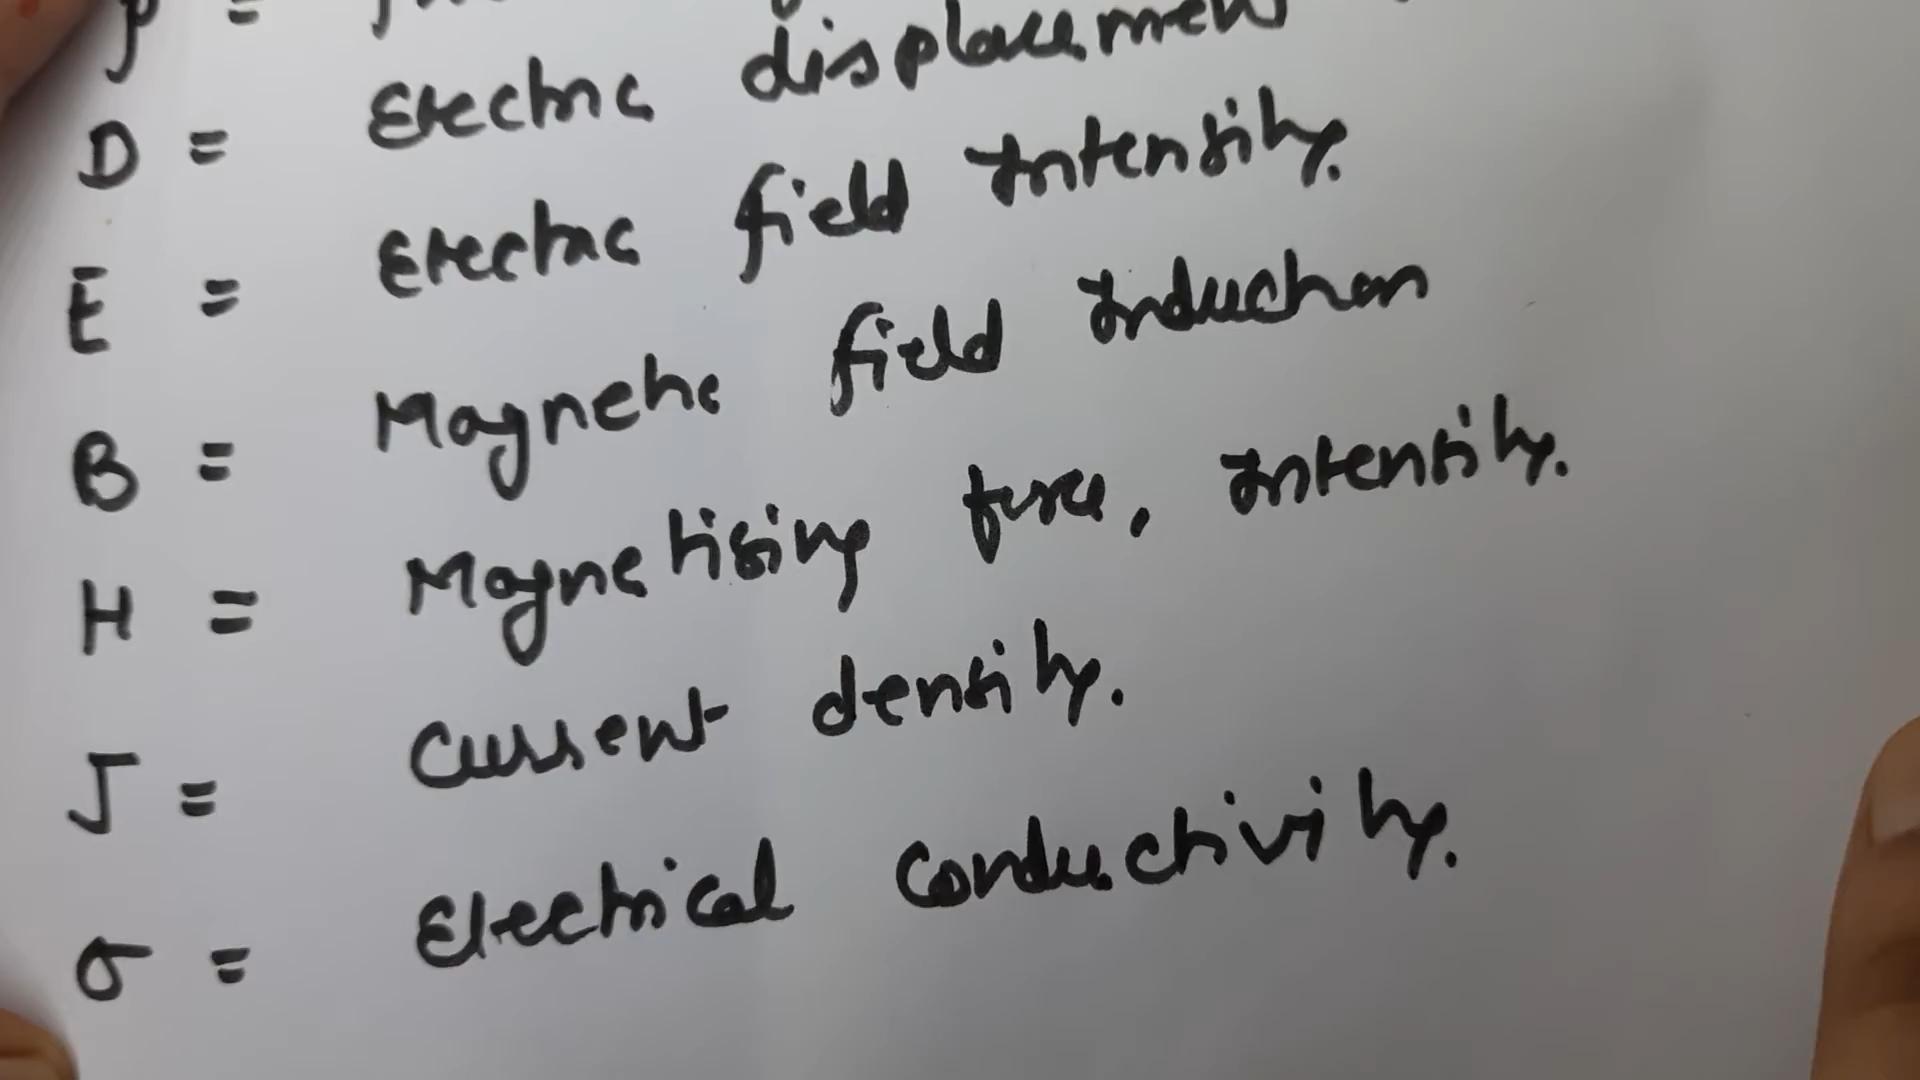 ρ =
D = Electric displacement
E = Electric field Intensity.
B = Magnetic field Induction
H = Magnetising force, Intensity.
J = Current density.
σ = Electrical Conductivity.